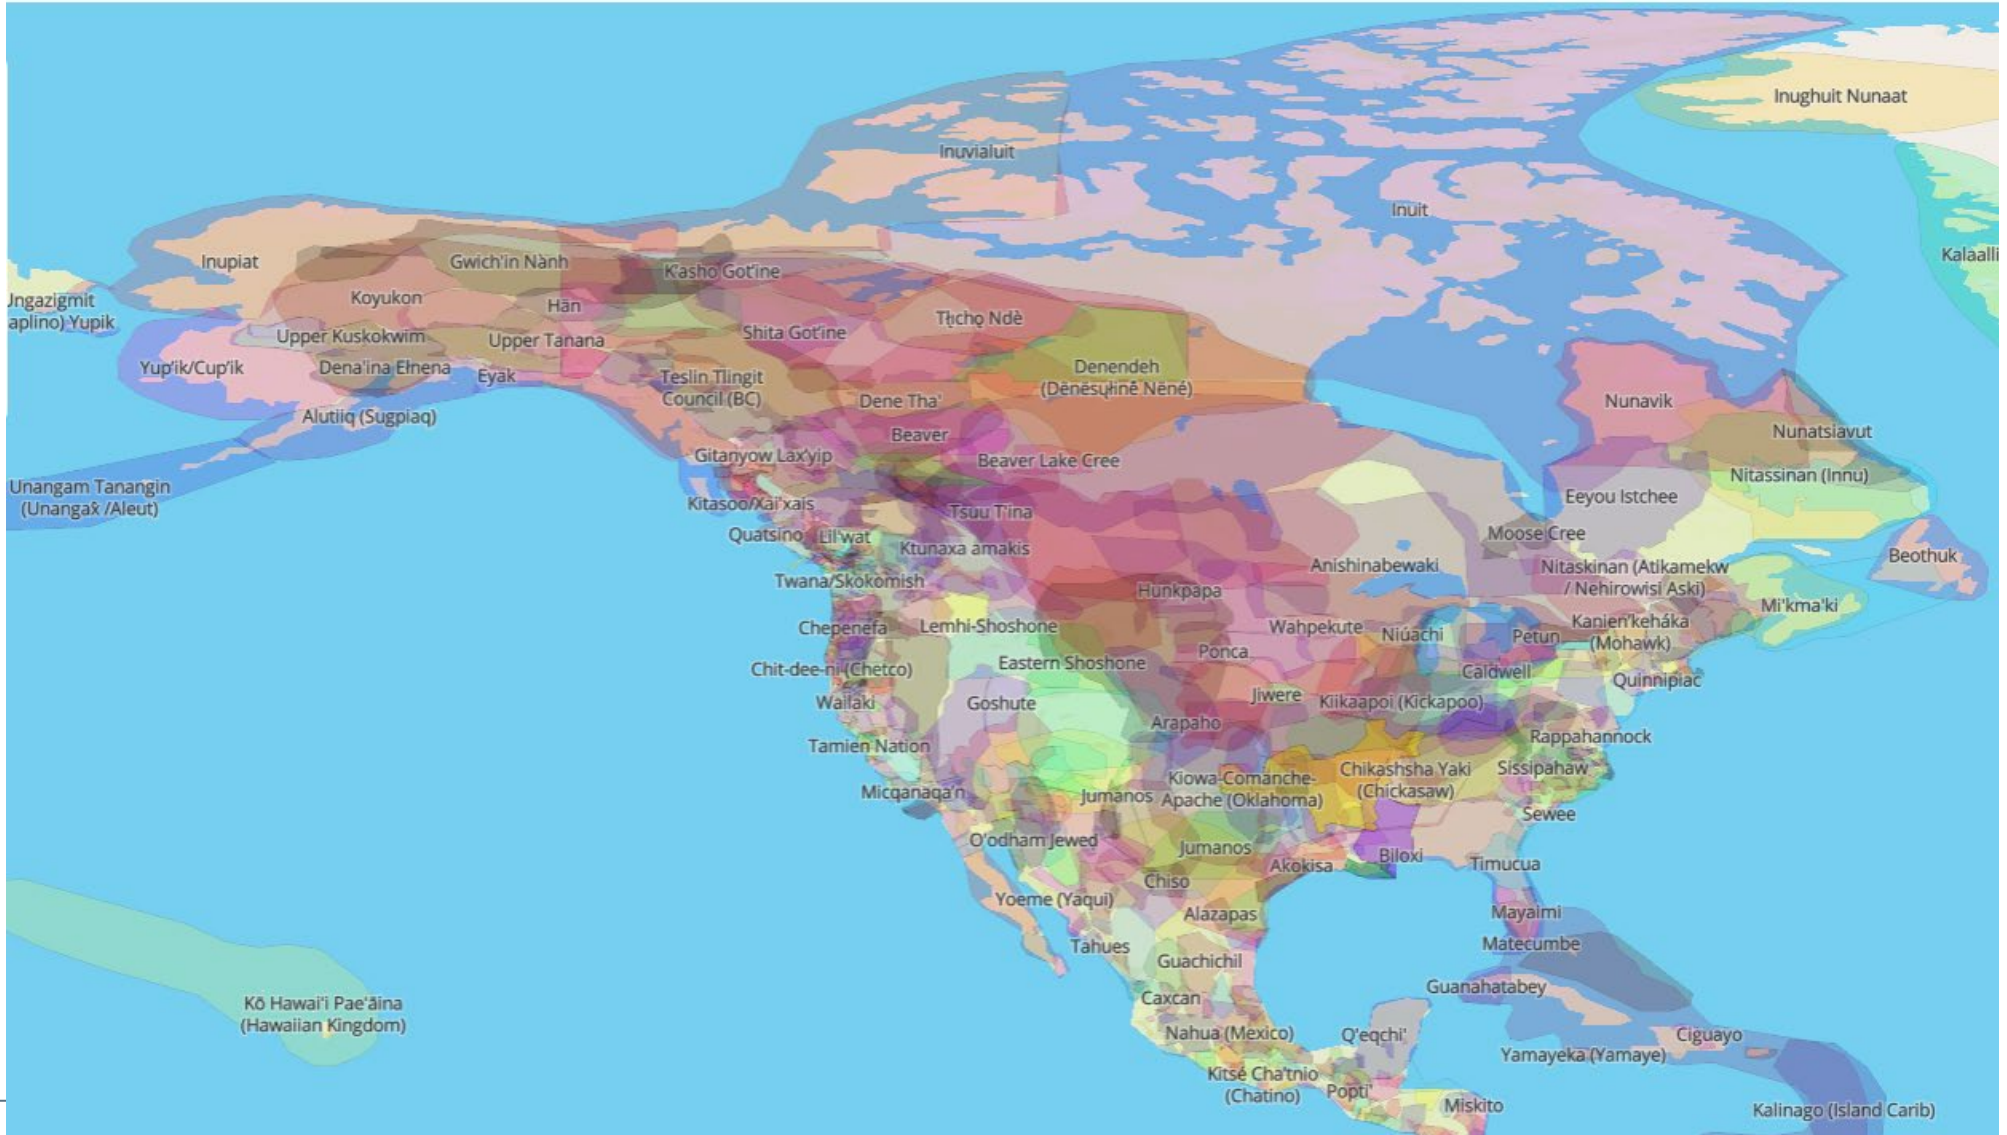 Inughuit Nunaat
Inuvialuit
Inuit
Kalaalli
Inupiat
Gwich'in Nành
K'asho Got'ine
Koyukon
Hän
Tłı̨chǫ Ndè
Shita Got'ine
Upper Kuskokwim
Upper Tanana
Yup'ik/Cup'ik
Dena'ina Ełnena
Eyak
Denendeh
(Dënësųłinë́ Nëné)
Teslin Tlingit
Council (BC)
Dene Tha'
Nunavik
Alutiiq (Sugpiaq)
Beaver
Nunatsiavut
Gitanyow Lax'yip
Beaver Lake Cree
Nitassinan (Innu)
Unangam Tanangin
(Unangax̂ /Aleut)
Kitasoo/Xai'xais
Tsuu T'ina
Eeyou Istchee
Quatsino
Lil'wat
Ktunaxa amakis
Moose Cree
Beothuk
Anishinabewaki
Nitaskinan (Atikamekw
/ Nehirowisi Aski)
Twana/Skokomish
Hunkpapa
Mi'kma'ki
Chepenefa
Lemhi-Shoshone
Wahpekute
Niúachi
Petun
Kanien'kehá:ka
(Mohawk)
Ponca
Chit-dee-ni (Chetco)
Eastern Shoshone
Caldwell
Quinnipiac
Wailaki
Goshute
Jiwere
Kiikaapoi (Kickapoo)
Arapaho
Rappahannock
Tamien Nation
Kiowa-Comanche-
Apache (Oklahoma)
Chikashsha Yaki
(Chickasaw)
Sissipahaw
Micqanaqa'n
Jumanos
Sewee
O'odham Jewed
Jumanos
Akokisa
Biloxi
Timucua
Chiso
Yoeme (Yaqui)
Alazapas
Mayaimi
Tahues
Matecumbe
Guachichil
Guanahatabey
Caxcan
Kō Hawai'i Pae'āina
(Hawaiian Kingdom)
Nahua (Mexico)
Q'eqchi'
Ciguayo
Yamayeka (Yamaye)
Kitsé Cha'tnio
(Chatino)
Popti'
Miskito
Kalinago (Island Carib)